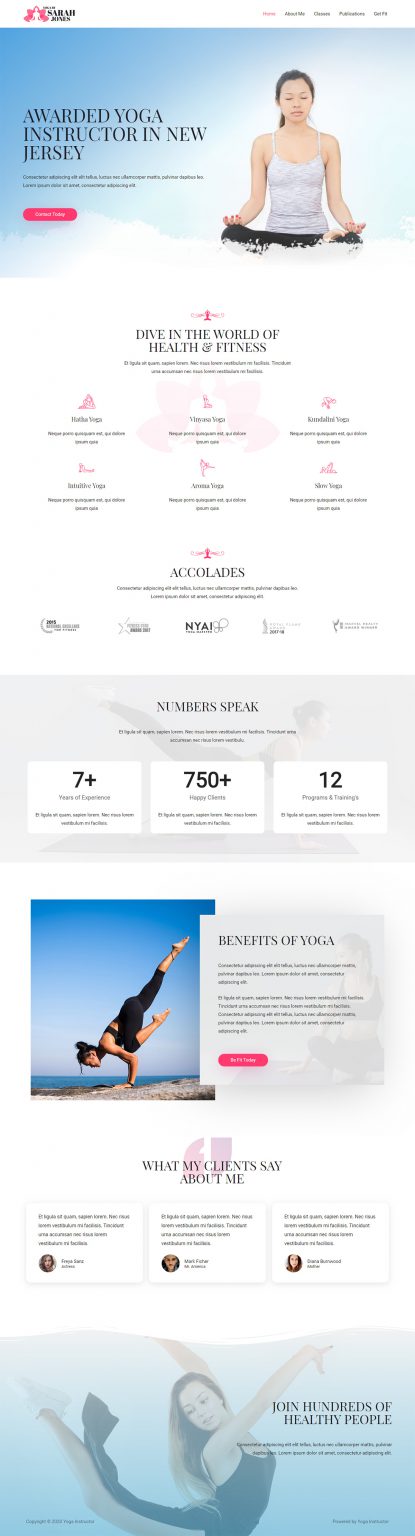 YOGA BY
SARAH
JONES
Home About Me Classes Publications Get Fit
AWARDED YOGA
INSTRUCTOR IN NEW
JERSEY
Consectetur adipiscing elit elit tellus, luctus nec ullamcorper mattis, pulvinar dapibus leo.
Lorem ipsum dolor sit amet, consectetur adipiscing elit.
Contact Today
DIVE IN THE WORLD OF
HEALTH & FITNESS
Et ligula sit quam, sapien lorem. Nec risus lorem vestibulum mi facilisis. Tincidunt
urna accumsan nec risus lorem vestibulum mi facilisis.
Hatha Yoga
Neque porro quisquam est, qui dolore
ipsum quia
Vinyasa Yoga
Neque porro quisquam est, qui dolore
ipsum quia
Kundalini Yoga
Neque porro quisquam est, qui dolore
ipsum quia
Intuitive Yoga
Neque porro quisquam est, qui dolore
ipsum quia
Aroma Yoga
Neque porro quisquam est, qui dolore
ipsum quia
Slow Yoga
Neque porro quisquam est, qui dolore
ipsum quia
ACCOLADES
Consectetur adipiscing elit elit tellus, luctus nec ullamcorper mattis, pulvinar dapibus leo.
Lorem ipsum dolor sit amet, consectetur adipiscing elit.
2015
NATIONAL EXCELLENCE
AWARD 2017
NYAI
YOGA MASTER
2017-18
AWARD WINNER
NUMBERS SPEAK
Et ligula sit quam, sapien lorem. Nec risus lorem vestibulum mi facilisis. Tincidunt urna
accumsan nec risus lorem vestibulu.
7+
Years of Experience
Et ligula sit quam, sapien lorem. Nec risus lorem
vestibulum mi facilisis.
750+
Happy Clients
Et ligula sit quam, sapien lorem. Nec risus lorem
vestibulum mi facilisis.
12
Programs & Training's
Et ligula sit quam, sapien lorem. Nec risus lorem
vestibulum mi facilisis.
BENEFITS OF YOGA
Consectetur adipiscing elit elit tellus, luctus nec ullamcorper mattis,
pulvinar dapibus leo. Lorem ipsum dolor sit amet, consectetur
adipiscing elit.
Et ligula sit quam, sapien lorem. Nec risus lorem vestibulum mi facilisis.
Tincidunt urna accumsan nec risus lorem vestibulum mi facilisis.
Consectetur adipiscing elit elit tellus, luctus nec ullamcorper mattis,
pulvinar dapibus leo. Lorem ipsum dolor sit amet, consectetur adipiscing
elit.
Be Fit Today
WHAT MY CLIENTS SAY
ABOUT ME
Et ligula sit quam, sapien lorem. Nec risus
lorem vestibulum mi facilisis. Tincidunt
urna accumsan nec risus lorem
vestibulum mi facilisis.
Freya Sanz
Actress
Et ligula sit quam, sapien lorem. Nec risus
lorem vestibulum mi facilisis. Tincidunt
urna accumsan nec risus lorem
vestibulum mi facilisis.
Mark Fisher
Mr. America
Et ligula sit quam, sapien lorem. Nec risus
lorem vestibulum mi facilisis. Tincidunt
urna accumsan nec risus lorem
vestibulum mi facilisis.
Diana Burnwood
Mother
JOIN HUNDREDS OF
HEALTHY PEOPLE
Consectetur adipiscing elit elit tellus, luctus nec ullamcorper mattis, pulvinar
dapibus leo. Lorem ipsum dolor sit amet, consectetur adipiscing elit.
Copyright © 2020 Yoga Instructor
Powered by Yoga Instructor